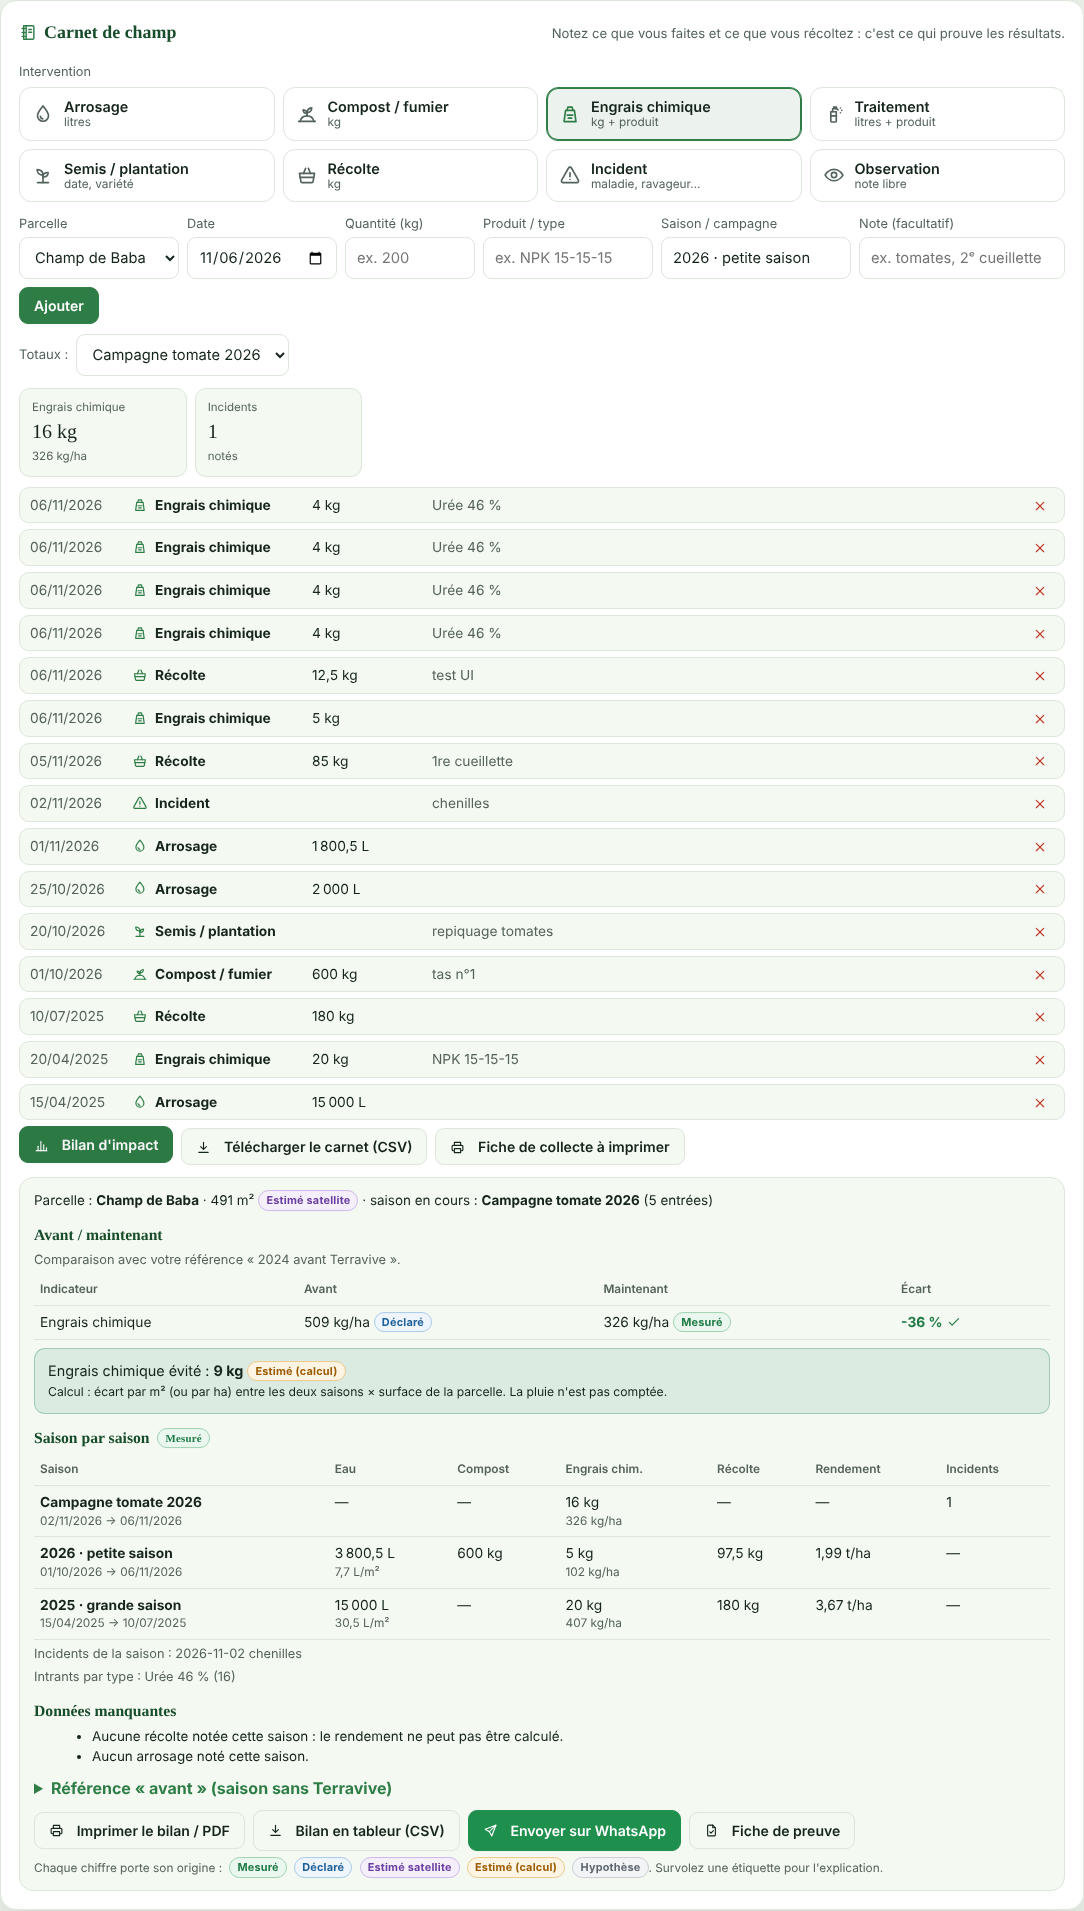 Carnet de champ
Notez ce que vous faites et ce que vous récoltez : c'est ce qui prouve les résultats.
Intervention
Arrosage
litres
Compost / fumier
kg
Engrais chimique
kg + produit
Traitement
litres + produit
Semis / plantation
date, variété
Récolte
kg
Incident
maladie, ravageur...
Observation
note libre
Parcelle
Date
Quantité (kg)
Produit / type
Saison / campagne
Note (facultatif)
Champ de Baba
11/06/2026
ex. 200
ex. NPK 15-15-15
2026 · petite saison
ex. tomates, 2ᵉ cueillette
Ajouter
Totaux : Campagne tomate 2026
Engrais chimique
16 kg
326 kg/ha
Incidents
1
notés
06/11/2026 Engrais chimique 4 kg Urée 46 %
06/11/2026 Engrais chimique 4 kg Urée 46 %
06/11/2026 Engrais chimique 4 kg Urée 46 %
06/11/2026 Engrais chimique 4 kg Urée 46 %
06/11/2026 Récolte 12,5 kg test UI
06/11/2026 Engrais chimique 5 kg
05/11/2026 Récolte 85 kg 1re cueillette
02/11/2026 Incident chenilles
01/11/2026 Arrosage 1 800,5 L
25/10/2026 Arrosage 2 000 L
20/10/2026 Semis / plantation repiquage tomates
01/10/2026 Compost / fumier 600 kg tas n°1
10/07/2025 Récolte 180 kg
20/04/2025 Engrais chimique 20 kg NPK 15-15-15
15/04/2025 Arrosage 15 000 L
Bilan d'impact
Télécharger le carnet (CSV)
Fiche de collecte à imprimer
Parcelle : Champ de Baba · 491 m² Estimé satellite · saison en cours : Campagne tomate 2026 (5 entrées)
Avant / maintenant
Comparaison avec votre référence « 2024 avant Terravive ».
Indicateur Avant Maintenant Écart
Engrais chimique 509 kg/ha Déclaré 326 kg/ha Mesuré -36 % ✓
Engrais chimique évité : 9 kg Estimé (calcul)
Calcul : écart par m² (ou par ha) entre les deux saisons × surface de la parcelle. La pluie n'est pas comptée.
Saison par saison Mesuré
Saison Eau Compost Engrais chim. Récolte Rendement Incidents
Campagne tomate 2026 — — 16 kg — — 1
02/11/2026 → 06/11/2026 326 kg/ha
2026 · petite saison 3 800,5 L 600 kg 5 kg 97,5 kg 1,99 t/ha —
01/10/2026 → 06/11/2026 7,7 L/m² 102 kg/ha
2025 · grande saison 15 000 L — 20 kg 180 kg 3,67 t/ha —
15/04/2025 → 10/07/2025 30,5 L/m² 407 kg/ha
Incidents de la saison : 2026-11-02 chenilles
Intrants par type : Urée 46 % (16)
Données manquantes
• Aucune récolte notée cette saison : le rendement ne peut pas être calculé.
• Aucun arrosage noté cette saison.
Référence « avant » (saison sans Terravive)
Imprimer le bilan / PDF
Bilan en tableur (CSV)
Envoyer sur WhatsApp
Fiche de preuve
Chaque chiffre porte son origine : Mesuré Déclaré Estimé satellite Estimé (calcul) Hypothèse. Survolez une étiquette pour l'explication.